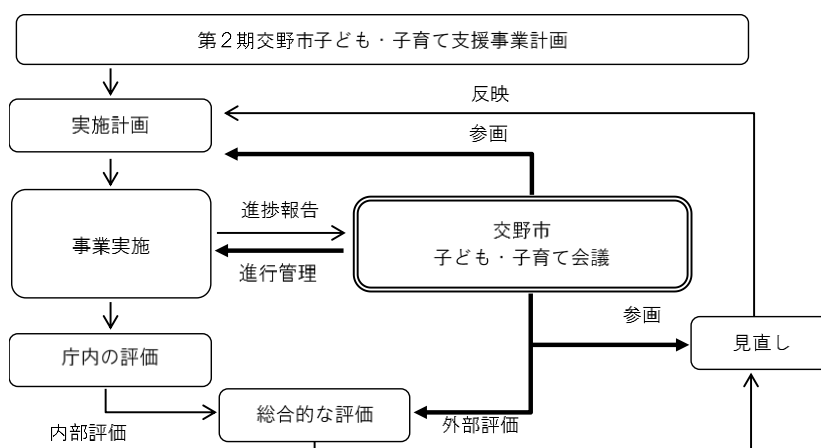 第２期交野市子ども・子育て支援事業計画
反映
実施計画
参画
進捗報告
交野市
事業実施
子ども・子育て会議
進行管理
参画
見直し
庁内の評価
総合的な評価
外部評価
内部評価